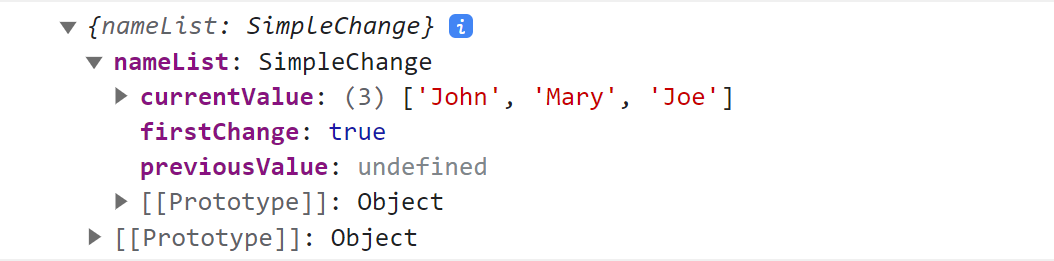 {nameList: SimpleChange} i
nameList: SimpleChange
currentValue: (3) ['John', 'Mary', 'Joe']
firstChange: true
previousValue: undefined
[[Prototype]]: Object
[[Prototype]]: Object